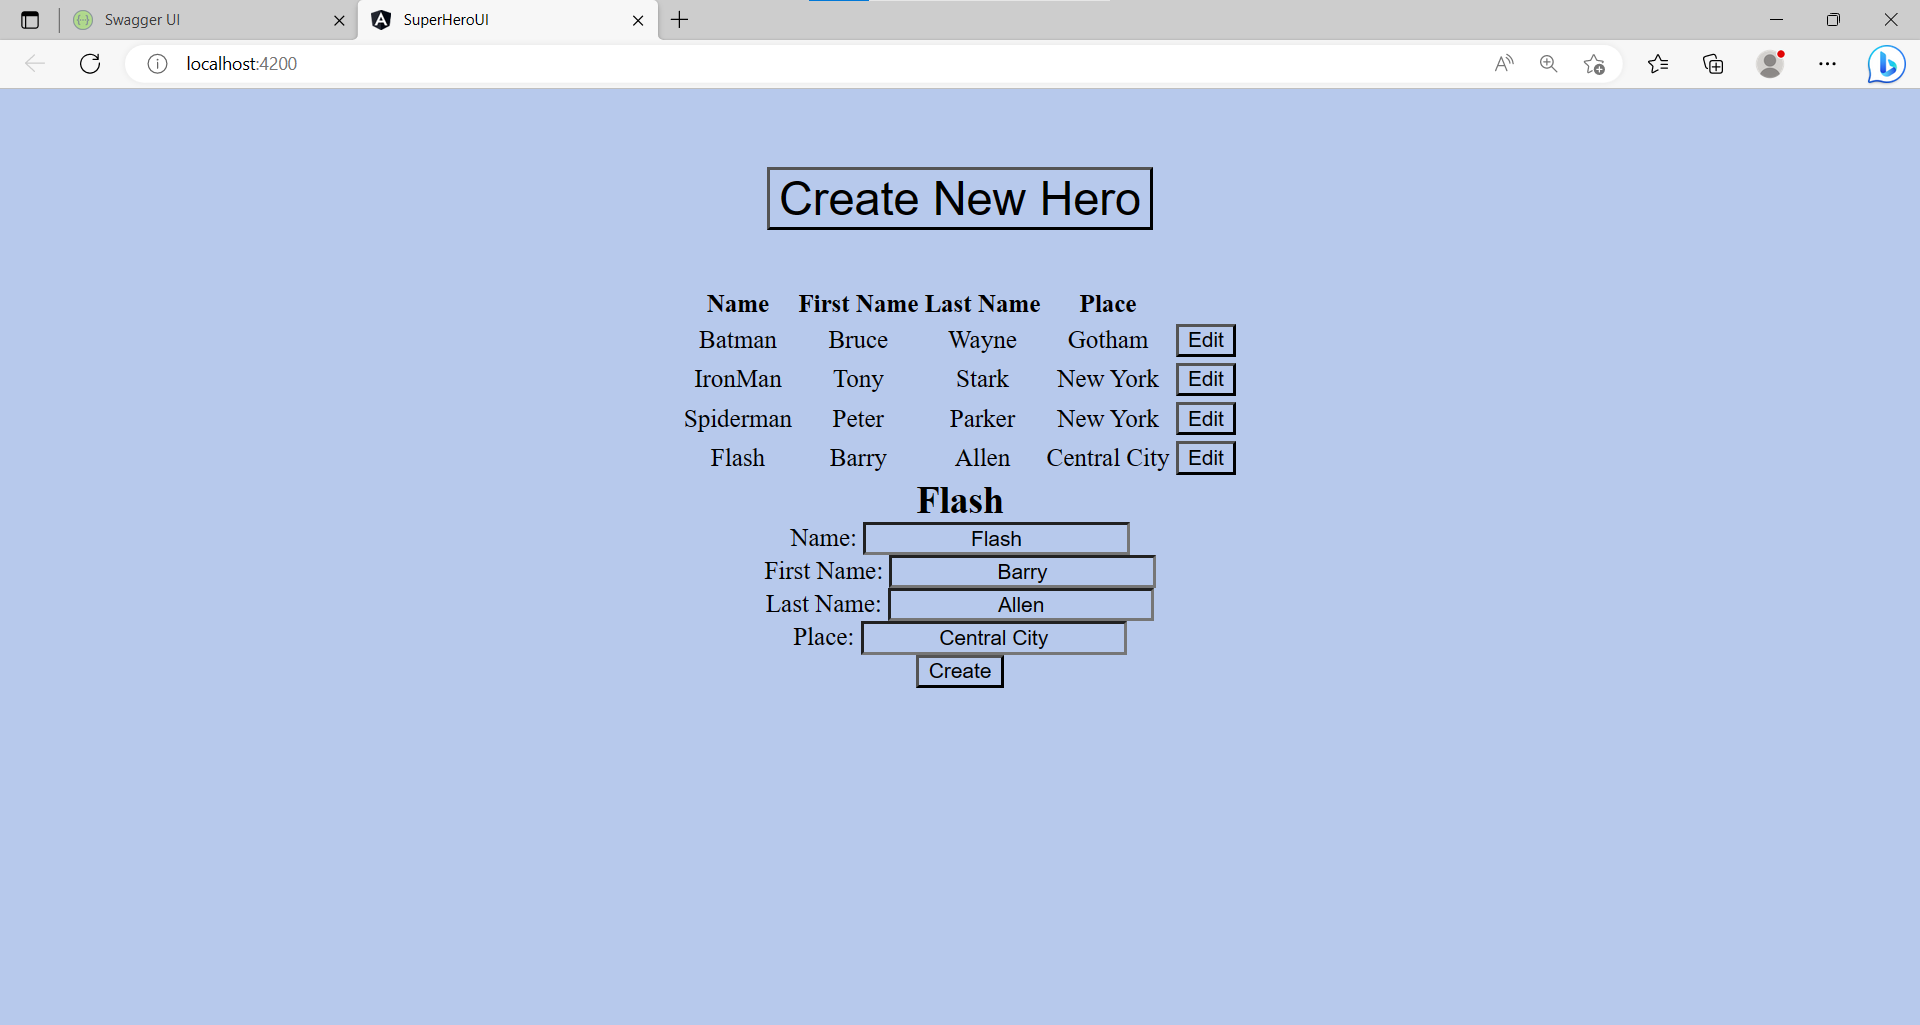 Swagger UI
SuperHeroUI
localhost:4200
Create New Hero
Name First Name Last Name Place
Batman Bruce Wayne Gotham Edit
IronMan Tony Stark New York Edit
Spiderman Peter Parker New York Edit
Flash Barry Allen Central City Edit
Flash
Name: Flash
First Name: Barry
Last Name: Allen
Place: Central City
Create